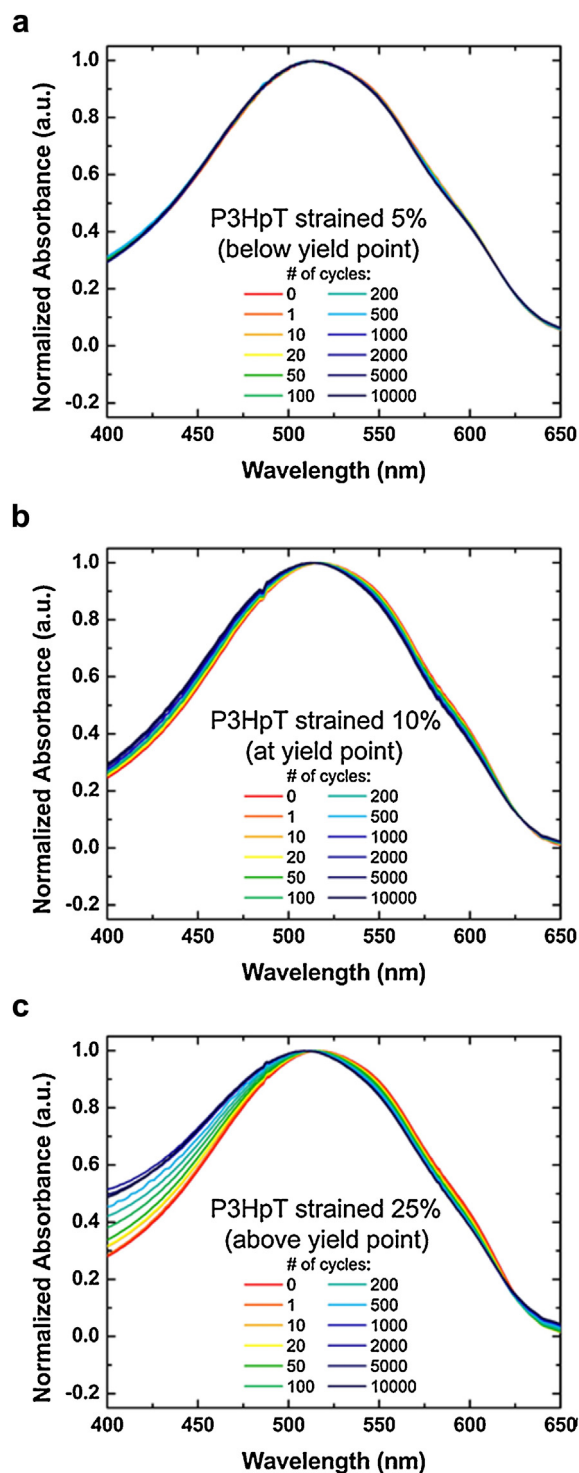 a
Normalized Absorbance (a.u.)
1.0
0.8
0.6
0.4
0.2
0.0
-0.2
P3HpT strained 5%
(below yield point)
# of cycles:
0 200
1 500
10 1000
20 2000
50 5000
100 10000
400 450 500 550 600 650
Wavelength (nm)
b
Normalized Absorbance (a.u.)
1.0
0.8
0.6
0.4
0.2
0.0
-0.2
P3HpT strained 10%
(at yield point)
# of cycles:
0 200
1 500
10 1000
20 2000
50 5000
100 10000
400 450 500 550 600 650
Wavelength (nm)
c
Normalized Absorbance (a.u.)
1.0
0.8
0.6
0.4
0.2
0.0
-0.2
P3HpT strained 25%
(above yield point)
# of cycles:
0 200
1 500
10 1000
20 2000
50 5000
100 10000
400 450 500 550 600 650
Wavelength (nm)